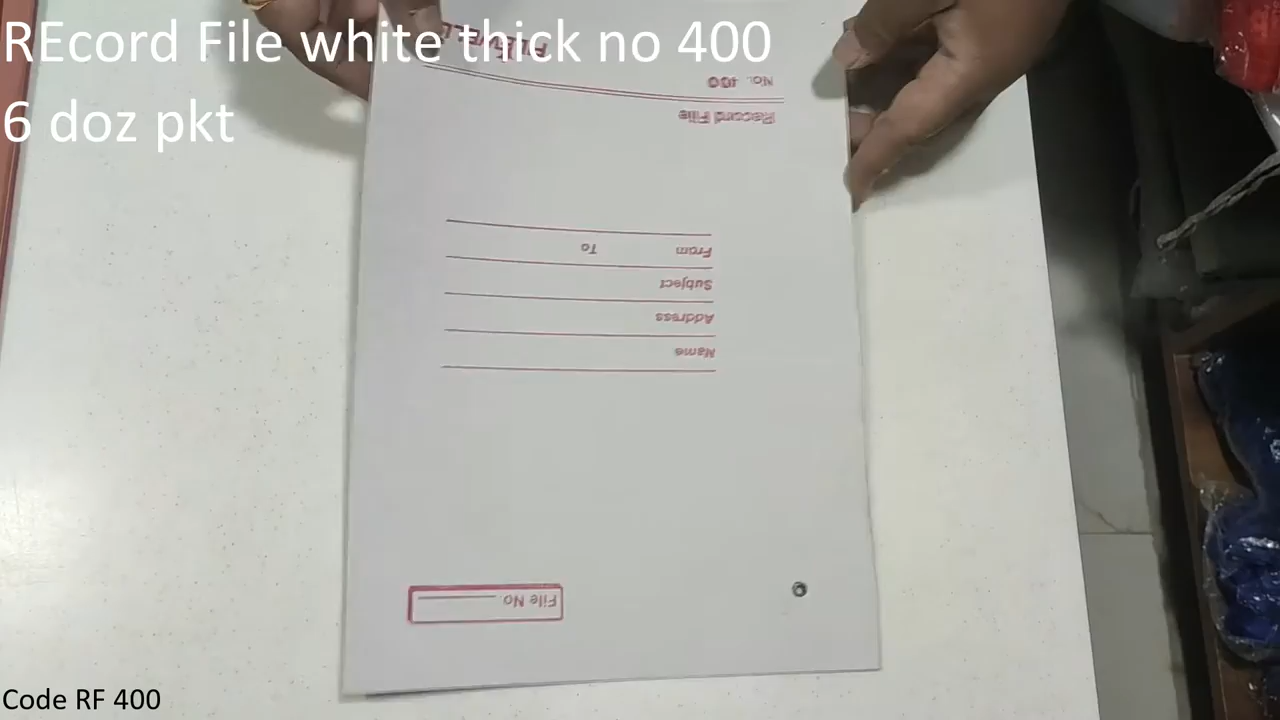 REcord File white thick no 400
6 doz pkt
No. 400
Record File
From To
Subject
Address
Name
File No.
Code RF 400